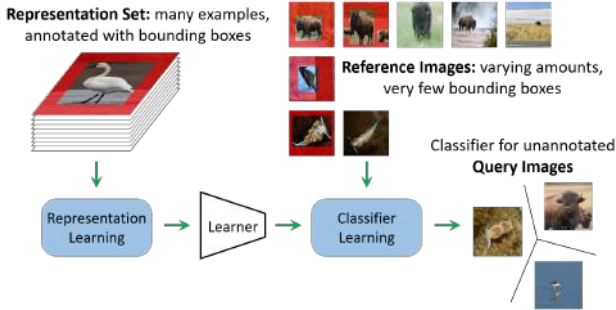 Representation Set: many examples,
annotated with bounding boxes
Reference Images: varying amounts,
very few bounding boxes
Classifier for unannotated
Query Images
Representation
Learning
Learner
Classifier
Learning